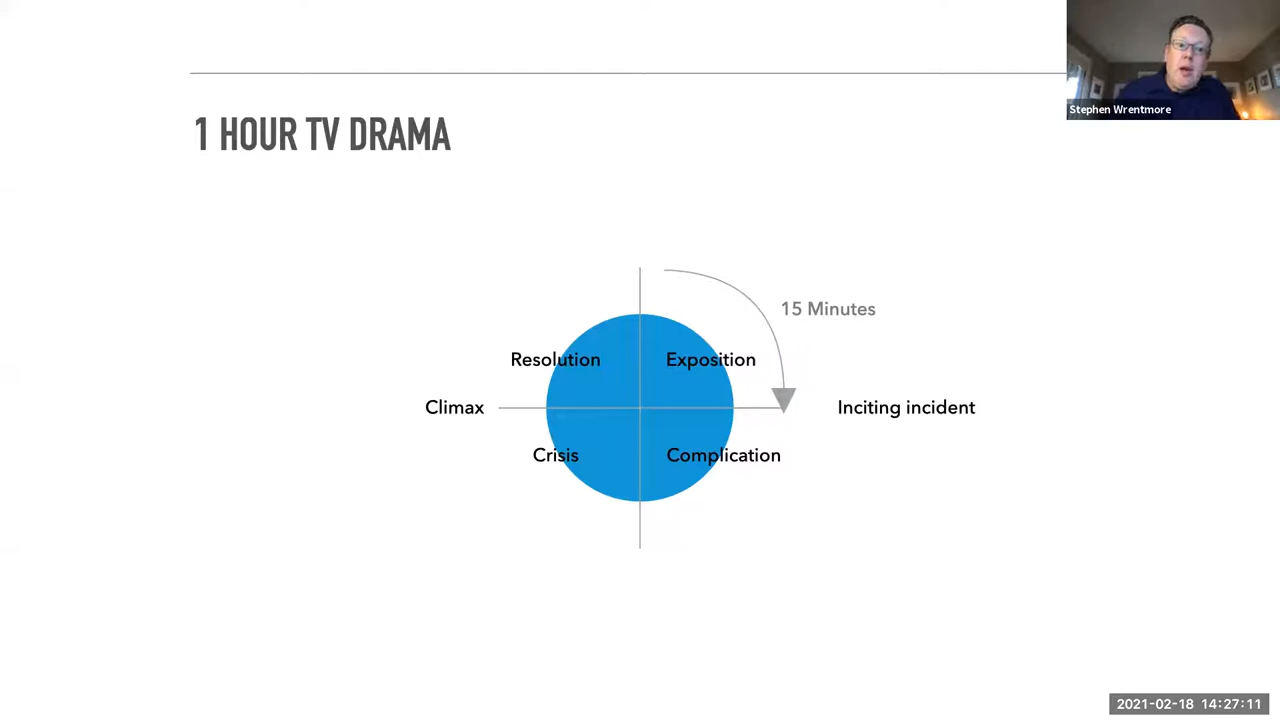 Stephen Wrentmore
1 HOUR TV DRAMA
15 Minutes
Resolution
Exposition
Climax
Inciting incident
Crisis
Complication
2021-02-18 14:27:11